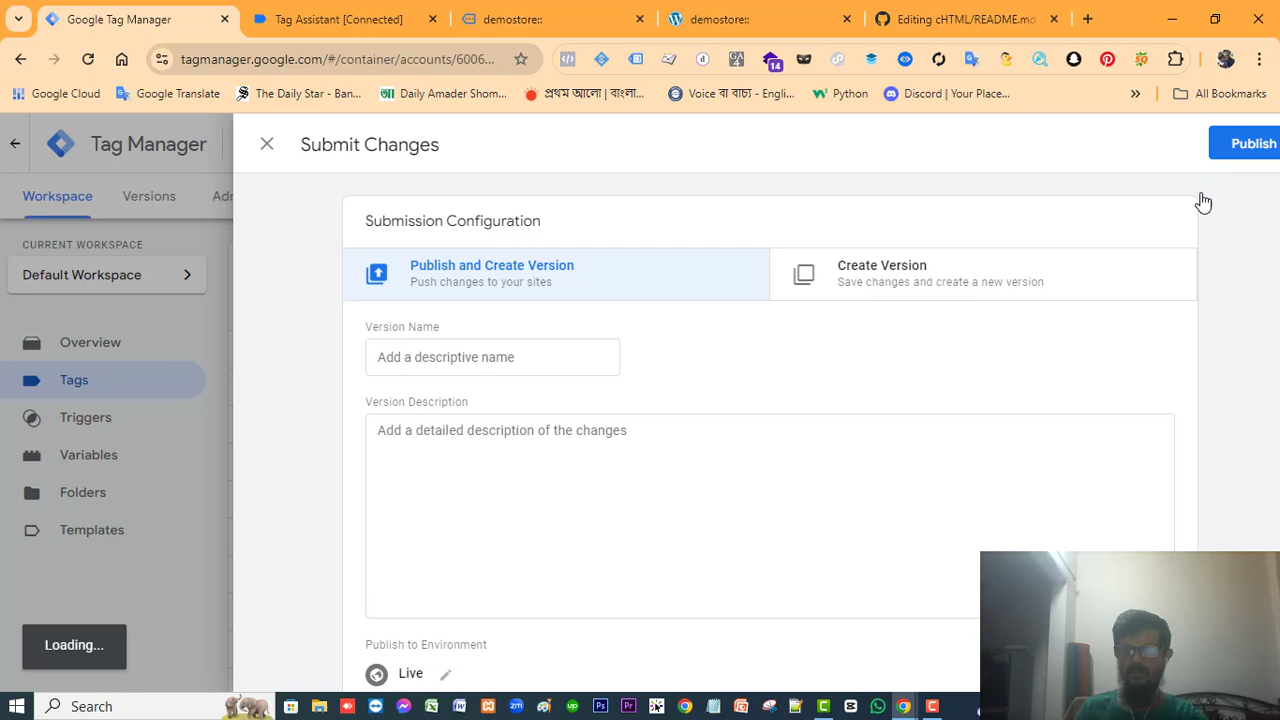 Google Tag Manager
Tag Assistant [Connected]
demostore::
demostore::
Editing cHTML/README.md
tagmanager.google.com/#/container/accounts/6006...
14
Google Cloud
Google Translate
The Daily Star - Ban...
Daily Amader Shom...
প্রথম আলো | বাংলা...
Voice বা বাচ্য - Engli...
Python
Discord | Your Place...
All Bookmarks
Tag Manager
Submit Changes
Publish
Workspace
Versions
Submission Configuration
CURRENT WORKSPACE
Default Workspace
Publish and Create Version
Push changes to your sites
Create Version
Save changes and create a new version
Overview
Tags
Triggers
Variables
Folders
Templates
Version Name
Add a descriptive name
Version Description
Add a detailed description of the changes
Loading...
Publish to Environment
Live
Search